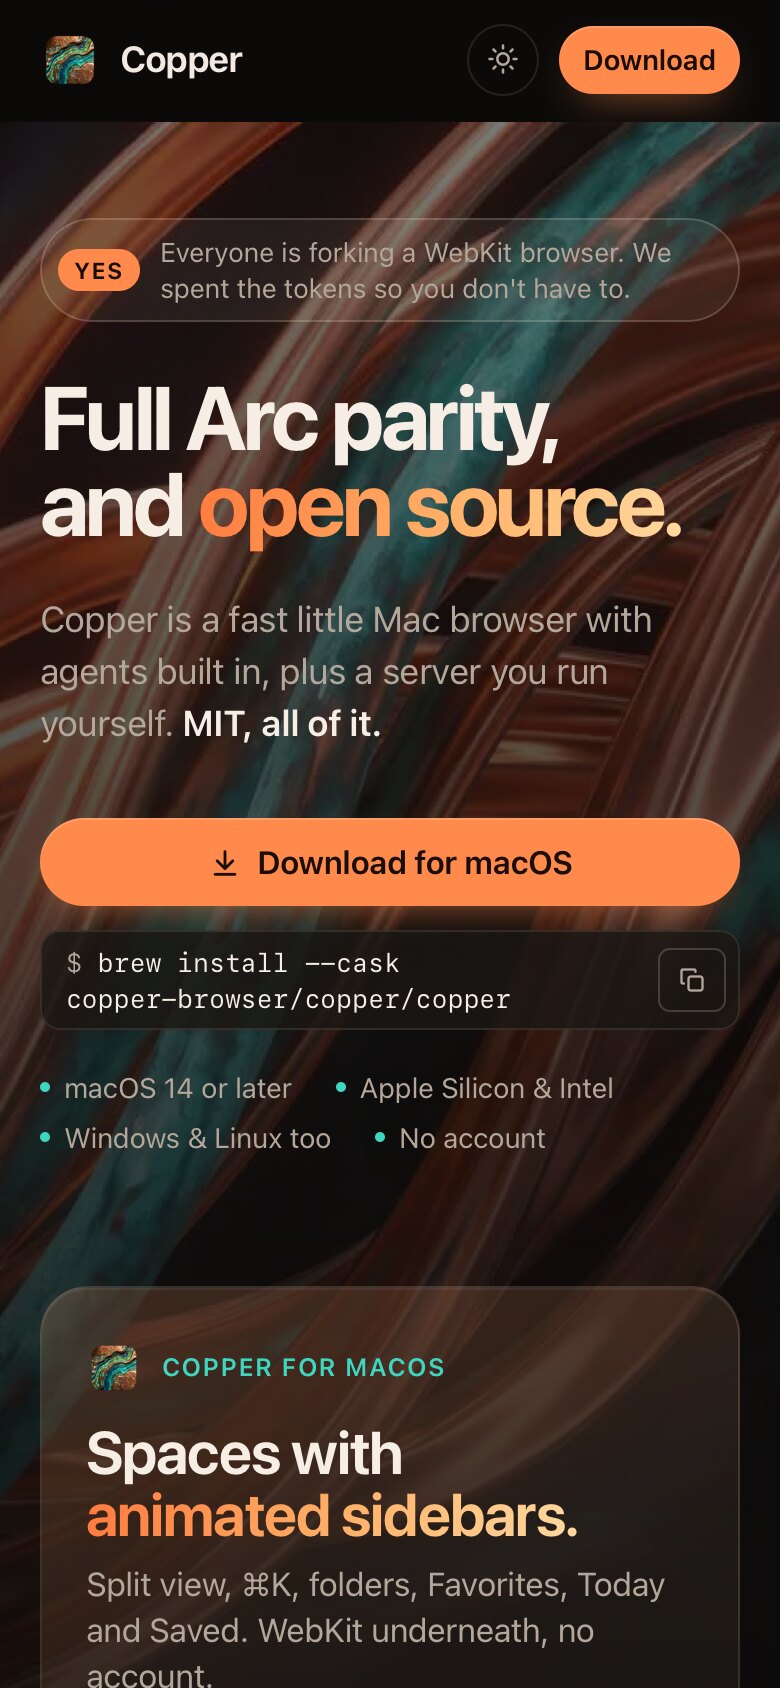 Copper
Download
YES
Everyone is forking a WebKit browser. We
spent the tokens so you don't have to.
Full Arc parity,
and open source.
Copper is a fast little Mac browser with
agents built in, plus a server you run
yourself. MIT, all of it.
Download for macOS
$ brew install --cask
copper-browser/copper/copper
macOS 14 or later
Apple Silicon & Intel
Windows & Linux too
No account
COPPER FOR MACOS
Spaces with
animated sidebars.
Split view, ⌘K, folders, Favorites, Today
and Saved. WebKit underneath, no
account.